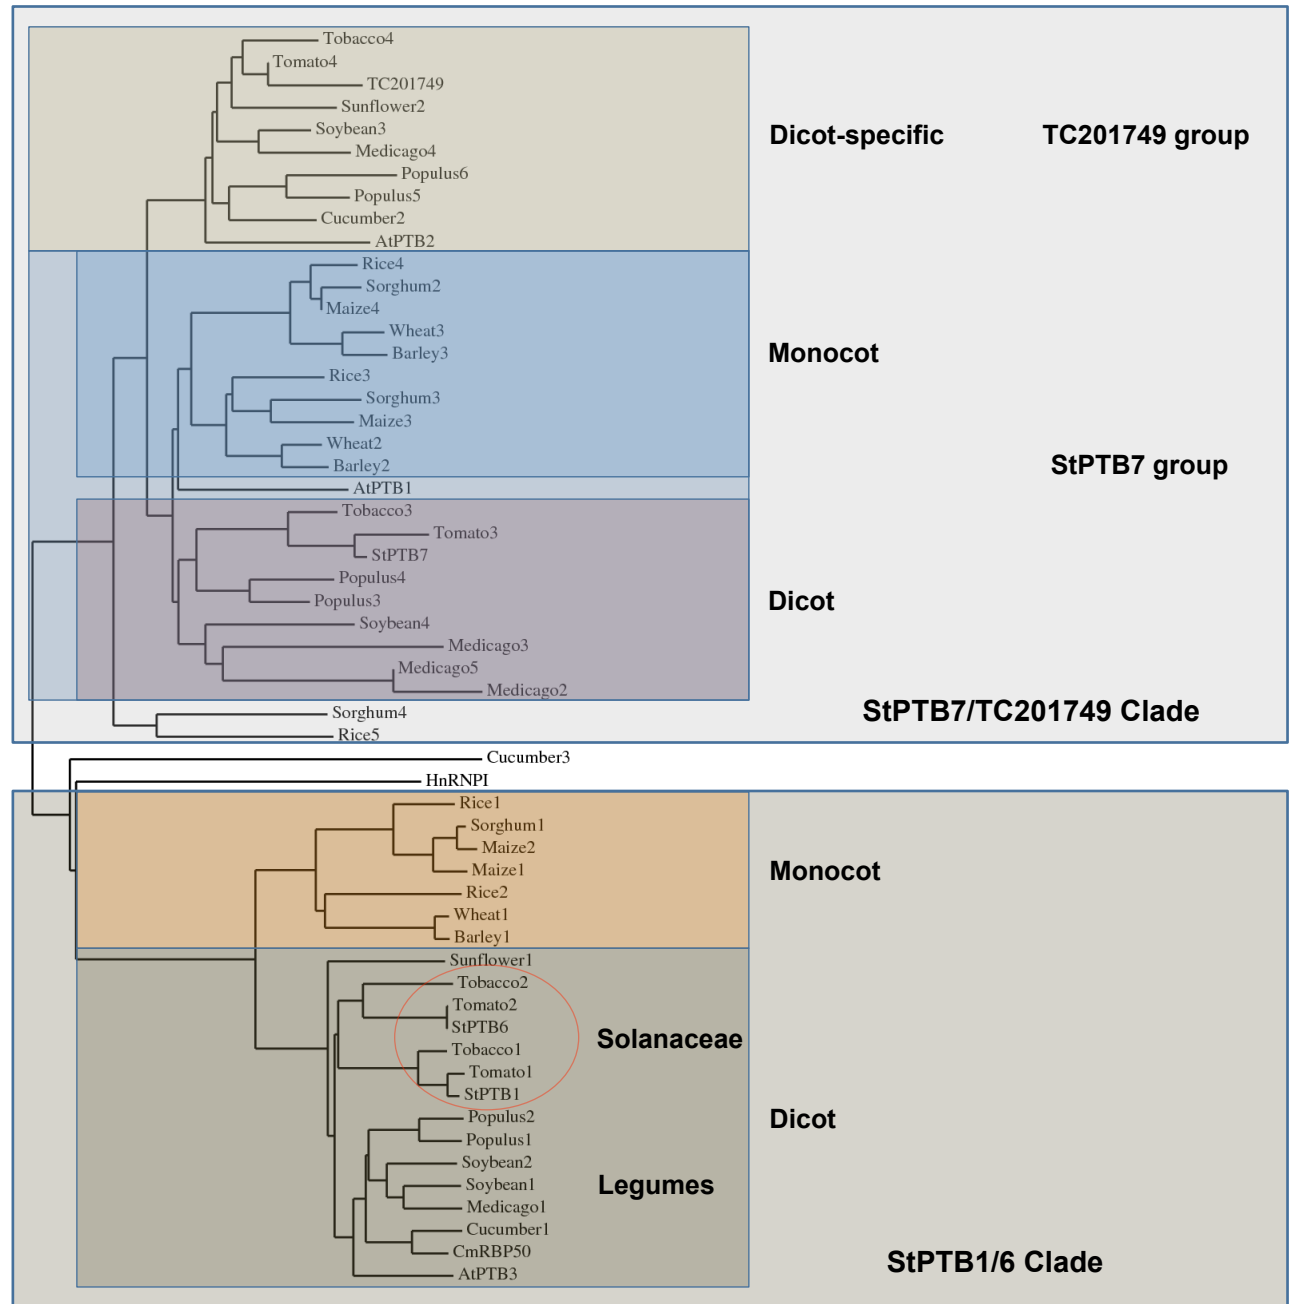 Tobacco4
Tomato4
TC201749
Sunflower2
Soybean3
Dicot-specific
TC201749 group
Medicago4
Populus6
Populus5
Cucumber2
AtPTB2
Rice4
Sorghum2
Maize4
Wheat3
Barley3
Monocot
Rice3
Sorghum3
Maize3
Wheat2
Barley2
StPTB7 group
AtPTB1
Tobacco3
Tomato3
StPTB7
Populus4
Populus3
Dicot
Soybean4
Medicago3
Medicago5
Medicago2
Sorghum4
StPTB7/TC201749 Clade
Rice5
Cucumber3
HnRNPI
Rice1
Sorghum1
Maize2
Maize1
Monocot
Rice2
Wheat1
Barley1
Sunflower1
Tobacco2
Tomato2
StPTB6
Solanaceae
Tobacco1
Tomato1
StPTB1
Populus2
Dicot
Populus1
Soybean2
Soybean1
Legumes
Medicago1
Cucumber1
CmRBP50
StPTB1/6 Clade
AtPTB3